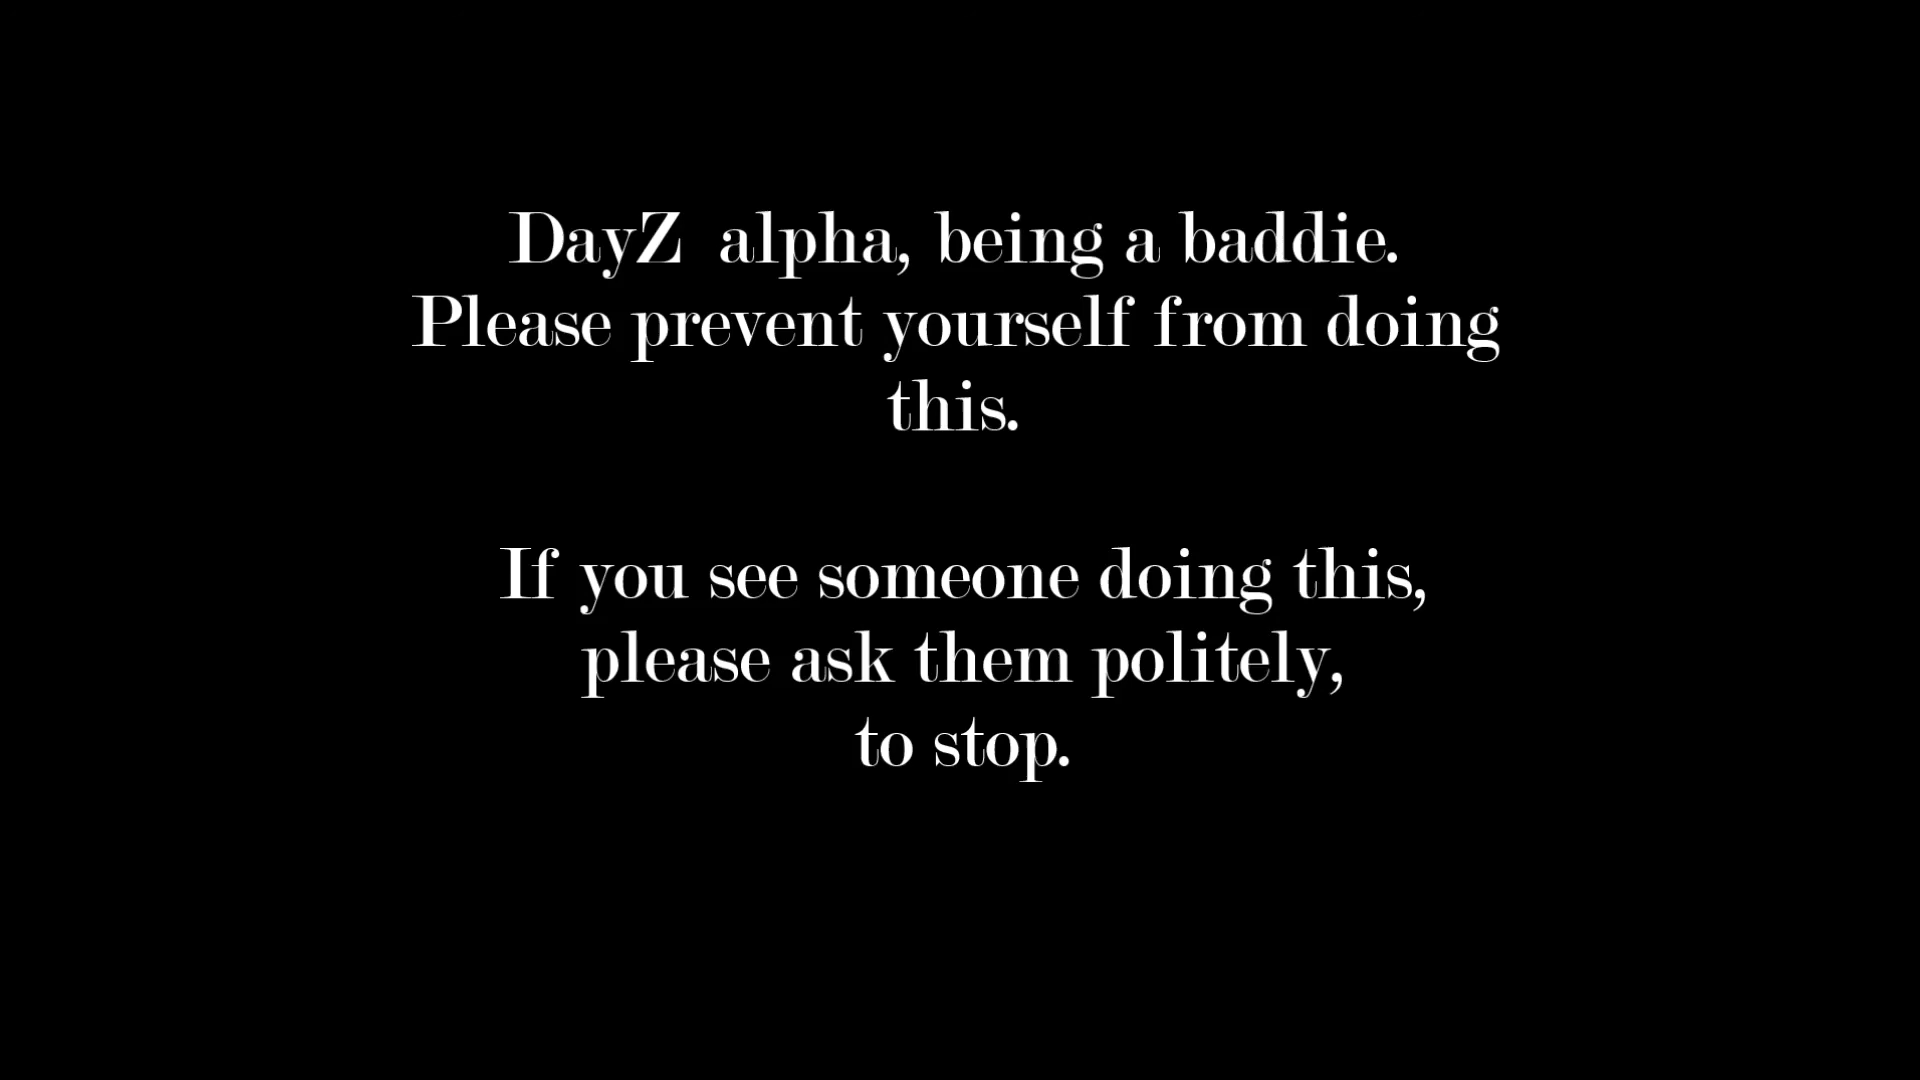 DayZ  alpha, being a baddie.
Please prevent yourself from doing
this.
If you see someone doing this,
please ask them politely,
to stop.